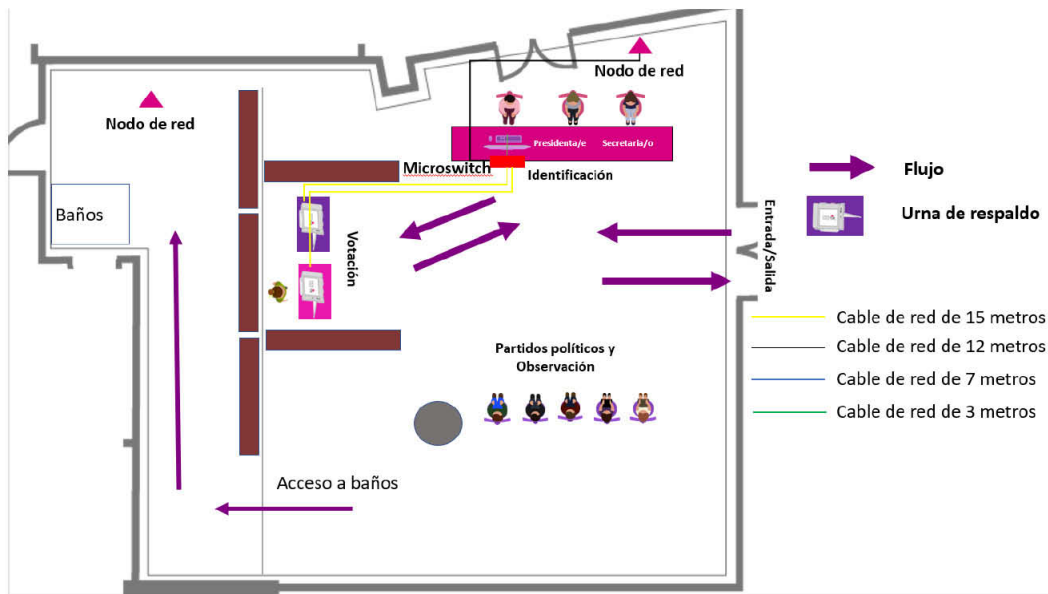 Nodo de red
Nodo de red
Presidenta/e
Secretaria/o
Microswitch
Identificación
Baños
Votación
Entrada/Salida
Flujo
Urna de respaldo
Cable de red de 15 metros
Cable de red de 12 metros
Cable de red de 7 metros
Cable de red de 3 metros
Partidos políticos y
Observación
Acceso a baños